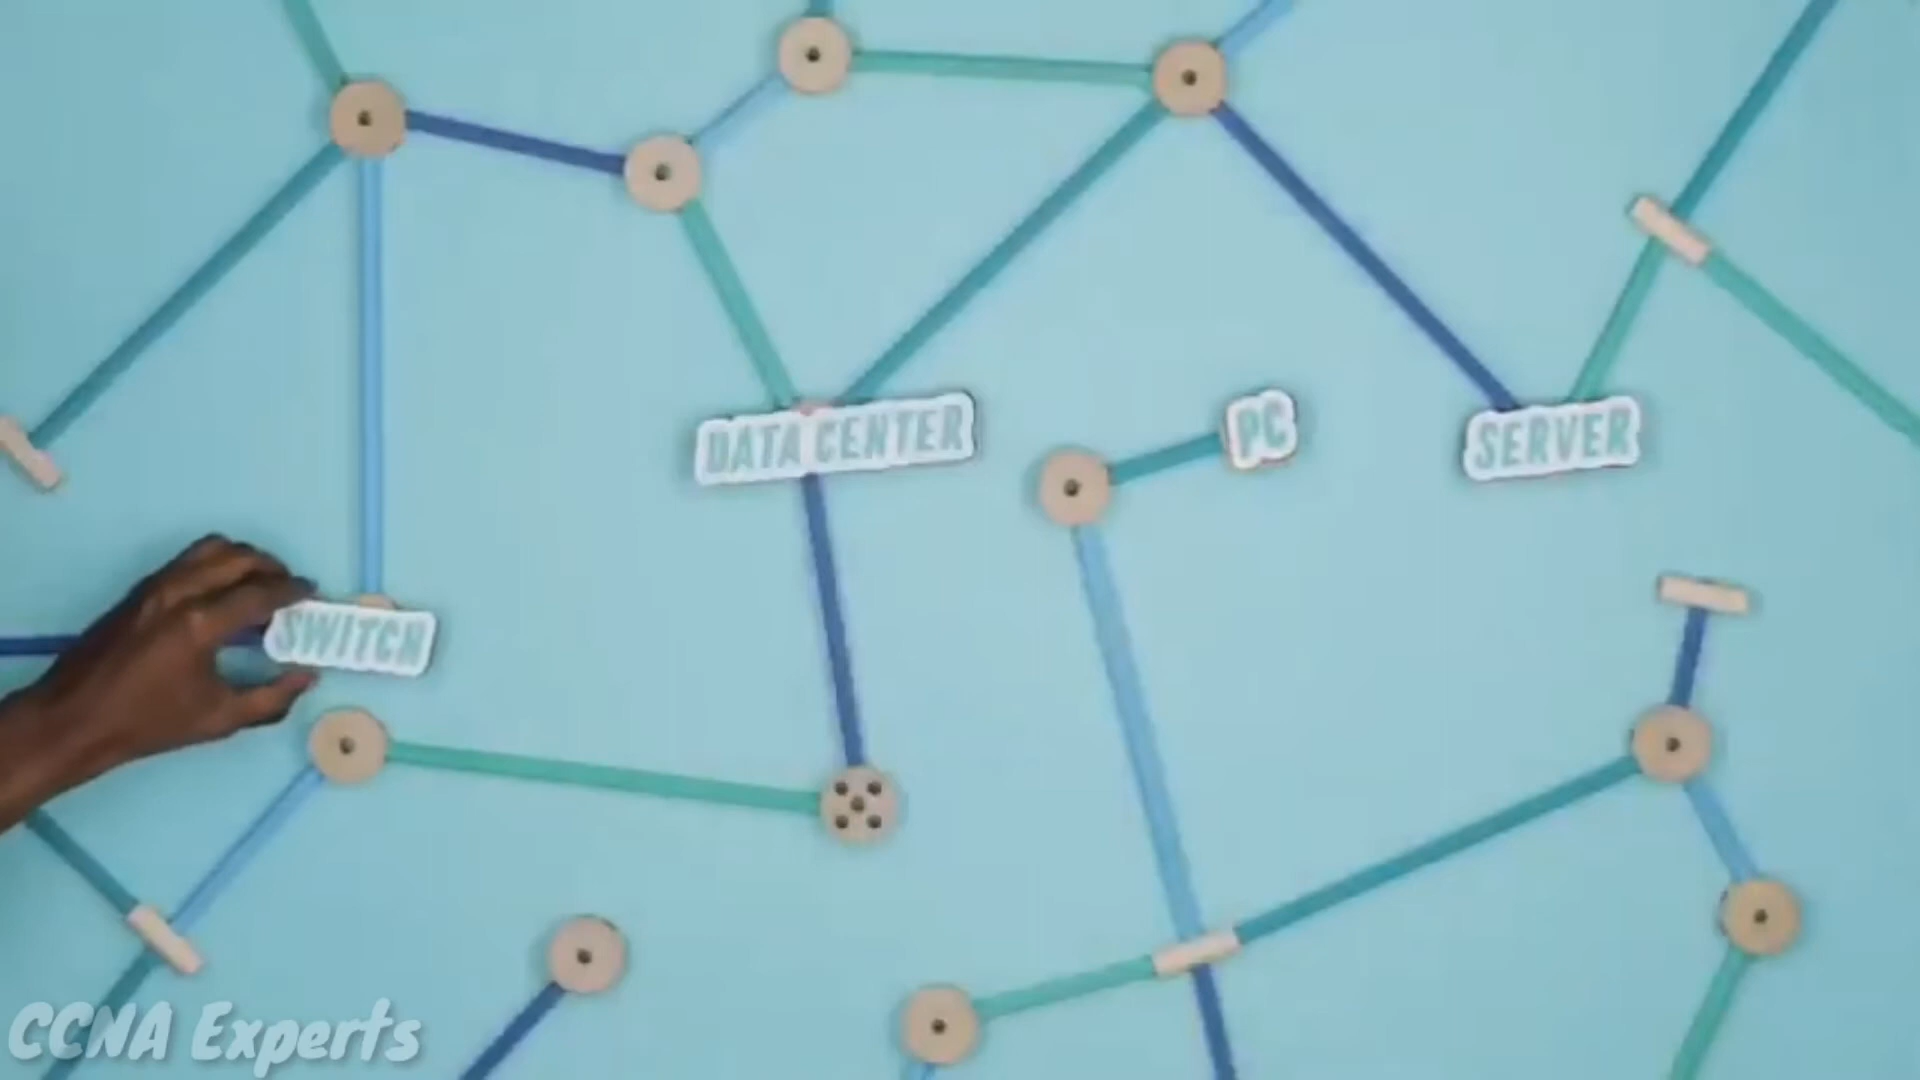 DATA CENTER
PC
SERVER
SWITCH
CCNA Experts